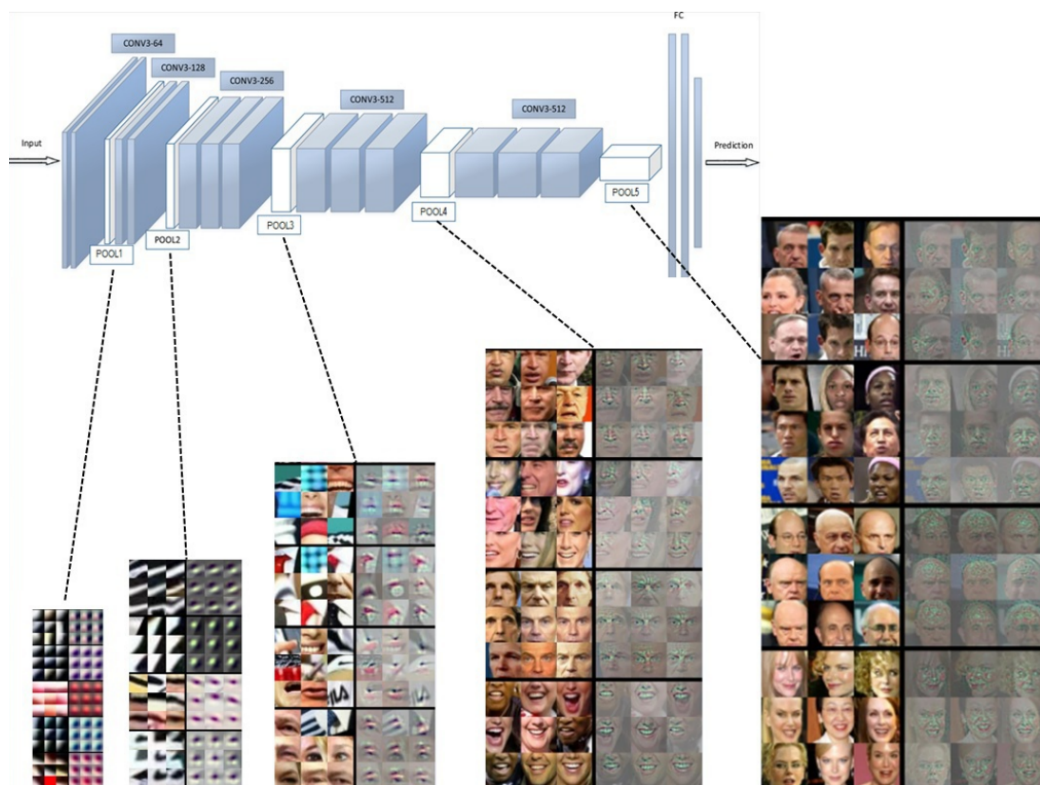 FC
CONV3-64
CONV3-128
CONV3-256
CONV3-512
CONV3-512
Input
Prediction
POOL1
POOL2
POOL3
POOL4
POOL5